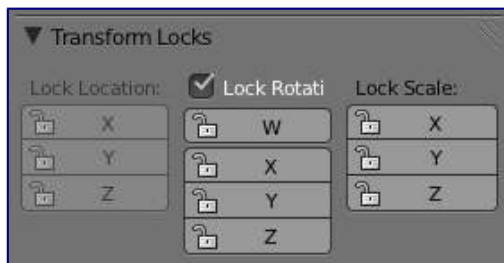 Transform Locks
Lock Location:
X
Y
Z
Lock Rotati
W
X
Y
Z
Lock Scale:
X
Y
Z